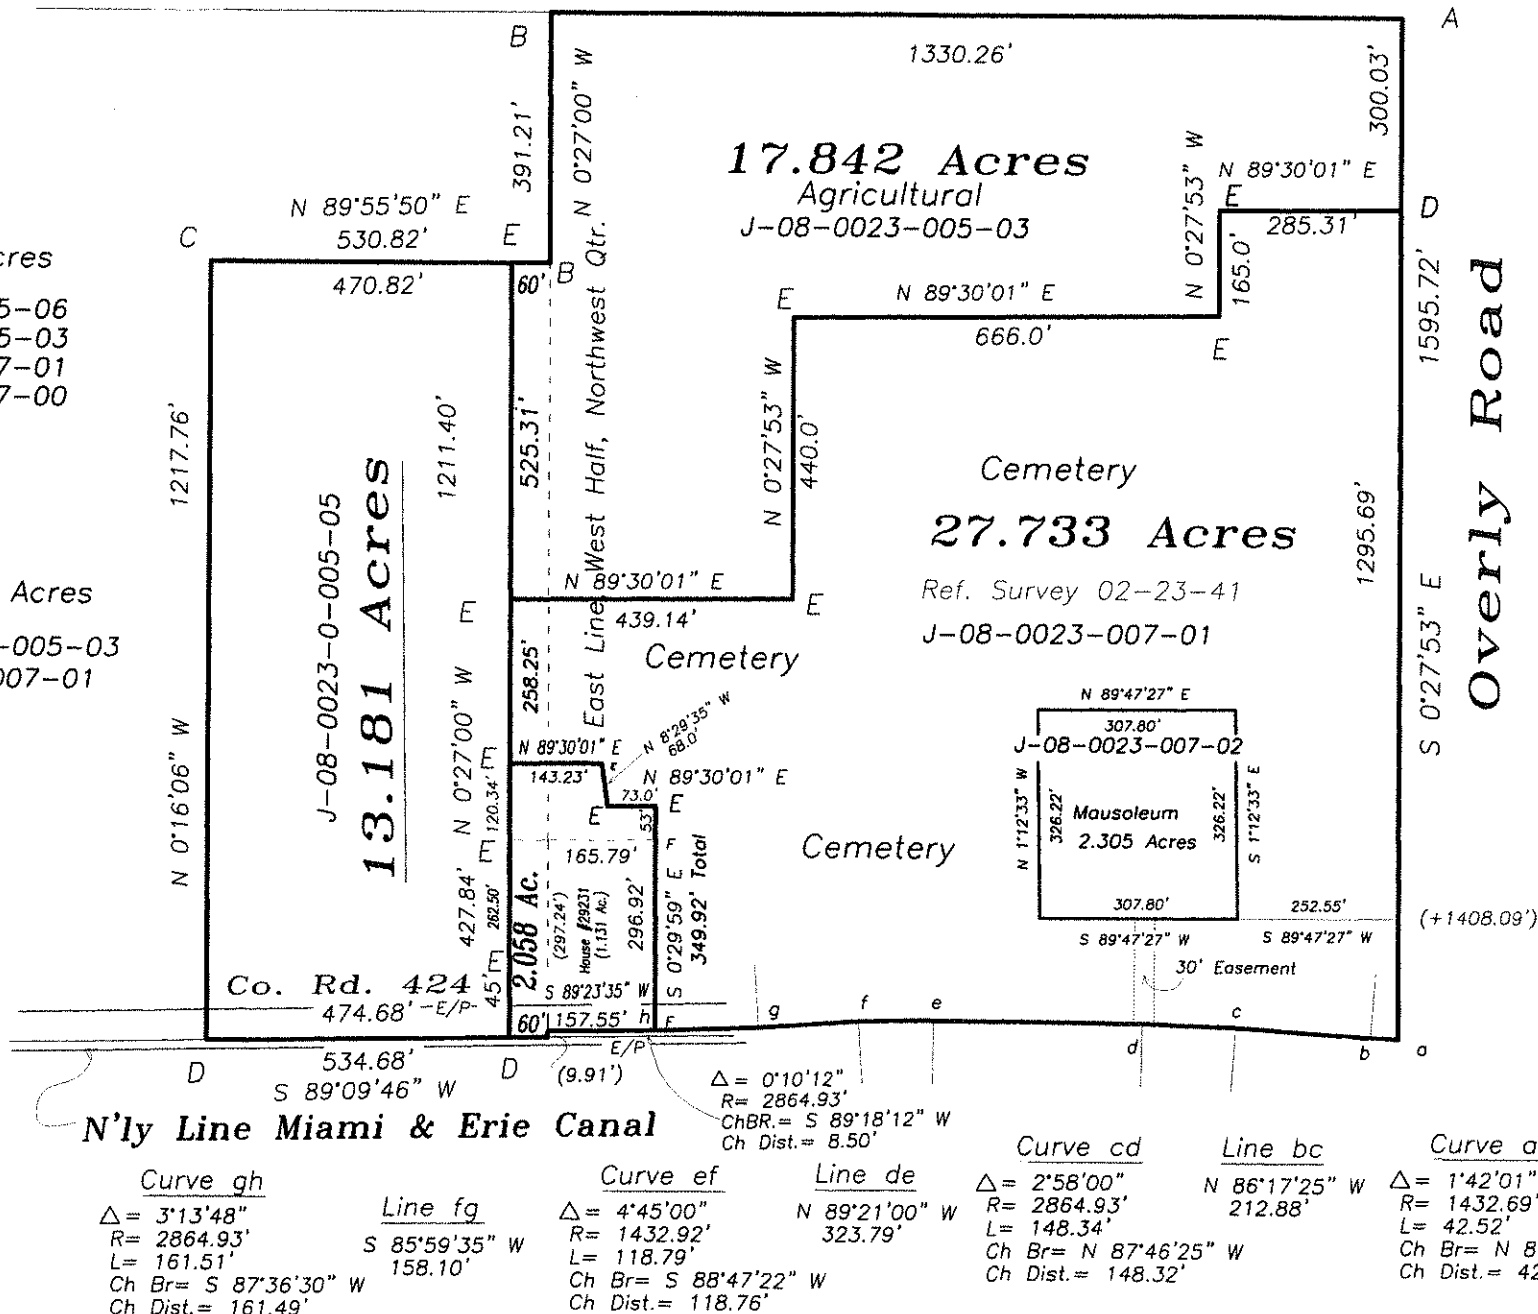 A
B
1330.26'
300.03'
391.21'
N 0°27'00" W
17.842 Acres
Agricultural
J-08-0023-005-03
N 0°27'53" W
N 89°30'01" E
E
285.31'
D
N 89°55'50" E
530.82'
C
E
470.82'
60'
B
165.0'
N 0°27'53" W
E
N 89°30'01" E
666.0'
E
1595.72'
Overly Road
cres
5-06
5-03
7-01
7-00
1217.76'
1211.40'
525.31'
East Line, West Half, Northwest Qtr.
N 0°27'53" W
440.0'
Cemetery
27.733 Acres
Ref. Survey 02-23-41
J-08-0023-007-01
1295.69'
S 0°27'53" E
J-08-0023-0-005-05
13.181 Acres
Acres
-005-03
007-01
N 89°30'01" E
439.14'
E
E
Cemetery
258.25'
N 0°16'06" W
N 0°27'00" W
N 89°30'01" E
E
143.23'
N 8°29'35" W
68.0'
N 89°30'01" E
73.0'
E
E
53'
E
120.34'
E
427.84'
262.50'
E
45'
165.79'
F
2.058 Ac.
(297.24')
House #29231
(1.131 Ac.)
296.92'
S 0°29'59" E
349.92' Total
Cemetery
N 89°47'27" E
307.80'
J-08-0023-007-02
N 1°12'33" W
326.22'
Mausoleum
2.305 Acres
326.22'
S 1°12'33" E
307.80'
252.55'
(+1408.09')
S 89°47'27" W
S 89°47'27" W
30' Easement
Co. Rd. 424
474.68'
E/P
S 89°23'35" W
60'
157.55'
h
F
g
f
e
d
c
b
a
E/P
534.68'
D
D
(9.91')
S 89°09'46" W
N'ly Line Miami & Erie Canal
△= 0°10'12"
R= 2864.93'
ChBR.= S 89°18'12" W
Ch Dist.= 8.50'
Curve gh
△= 3°13'48"
R= 2864.93'
L= 161.51'
Ch Br= S 87°36'30" W
Ch Dist.= 161.49'
Line fg
S 85°59'35" W
158.10'
Curve ef
△= 4°45'00"
R= 1432.92'
L= 118.79'
Ch Br= S 88°47'22" W
Ch Dist.= 118.76'
Line de
N 89°21'00" W
323.79'
Curve cd
△= 2°58'00"
R= 2864.93'
L= 148.34'
Ch Br= N 87°46'25" W
Ch Dist.= 148.32'
Line bc
N 86°17'25" W
212.88'
Curve a
△= 1°42'01"
R= 1432.69'
L= 42.52'
Ch Br= N 8
Ch Dist.= 42